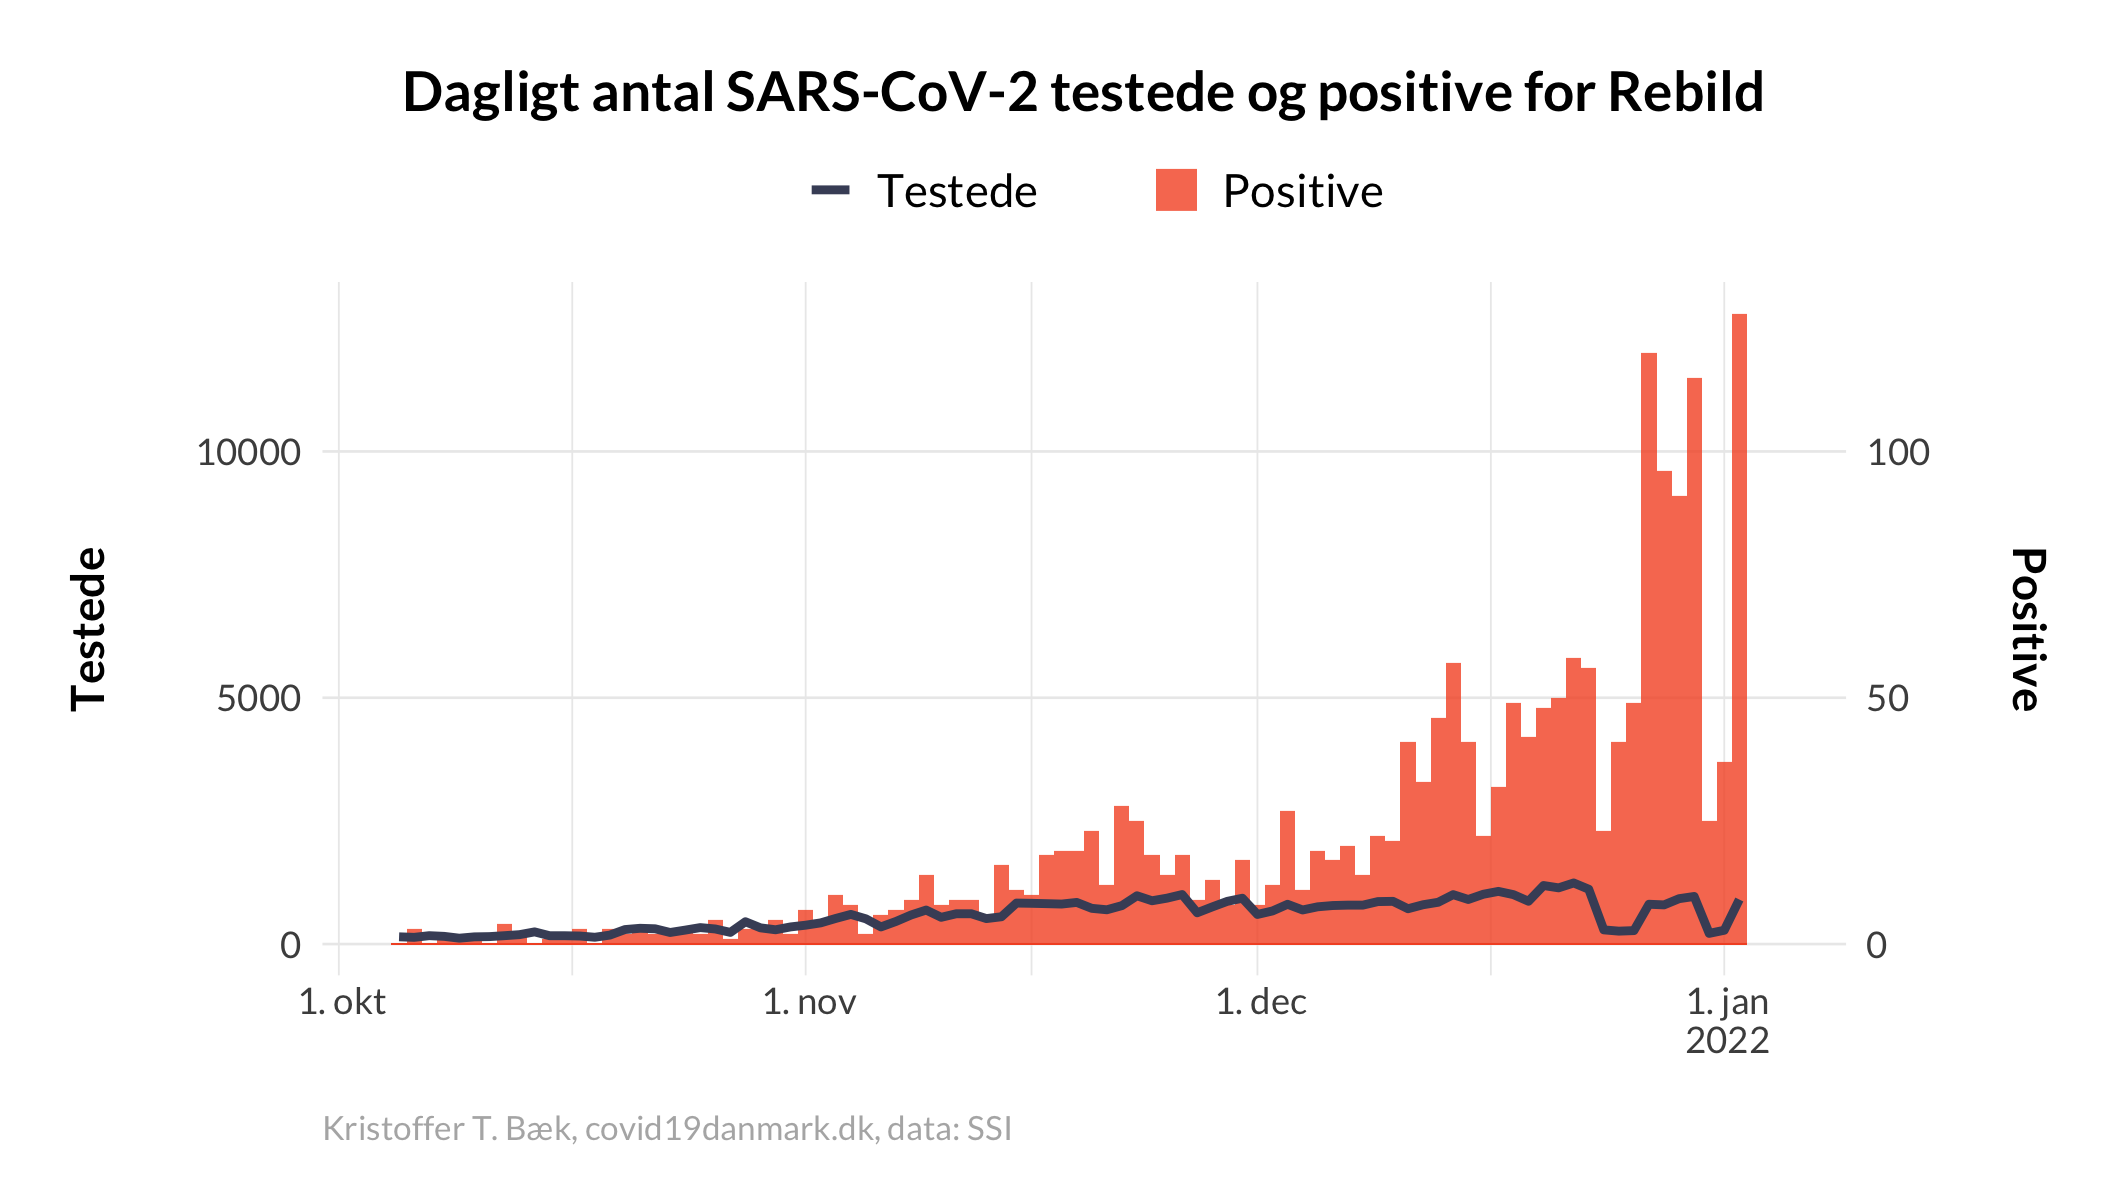 Dagligt antal SARS-CoV-2 testede og positive for Rebild
Testede
Positive
10000
5000
0
100
50
0
Testede
Positive
1. okt
1. nov
1. dec
1. jan
2022
Kristoffer T. Bæk, covid19danmark.dk, data: SSI